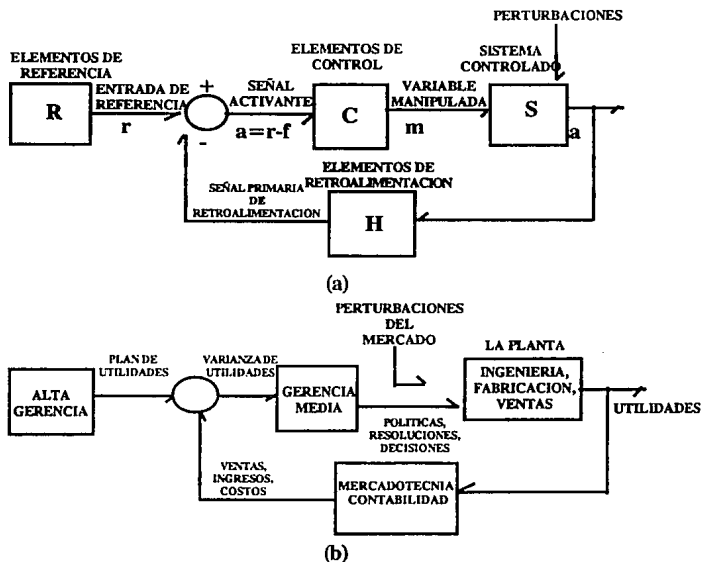 PERTURBACIONES
ELEMENTOS DE
REFERENCIA
R
ENTRADA DE
REFERENCIA
r
+
-
SEÑAL
ACTIVANTE
a=r-f
ELEMENTOS DE
CONTROL
C
VARIABLE
MANIPULADA
m
SISTEMA
CONTROLADO
S
a
ELEMENTOS DE
RETROALIMENTACION
H
SEÑAL PRIMARIA
DE
RETROALIMENTACION
(a)
PERTURBACIONES
DEL
MERCADO
ALTA
GERENCIA
PLAN DE
UTILIDADES
VARIANZA DE
UTILIDADES
GERENCIA
MEDIA
POLITICAS,
RESOLUCIONES,
DECISIONES
LA PLANTA
INGENIERIA,
FABRICACION,
VENTAS
UTILIDADES
VENTAS,
INGRESOS,
COSTOS
MERCADOTECNIA
CONTABILIDAD
(b)